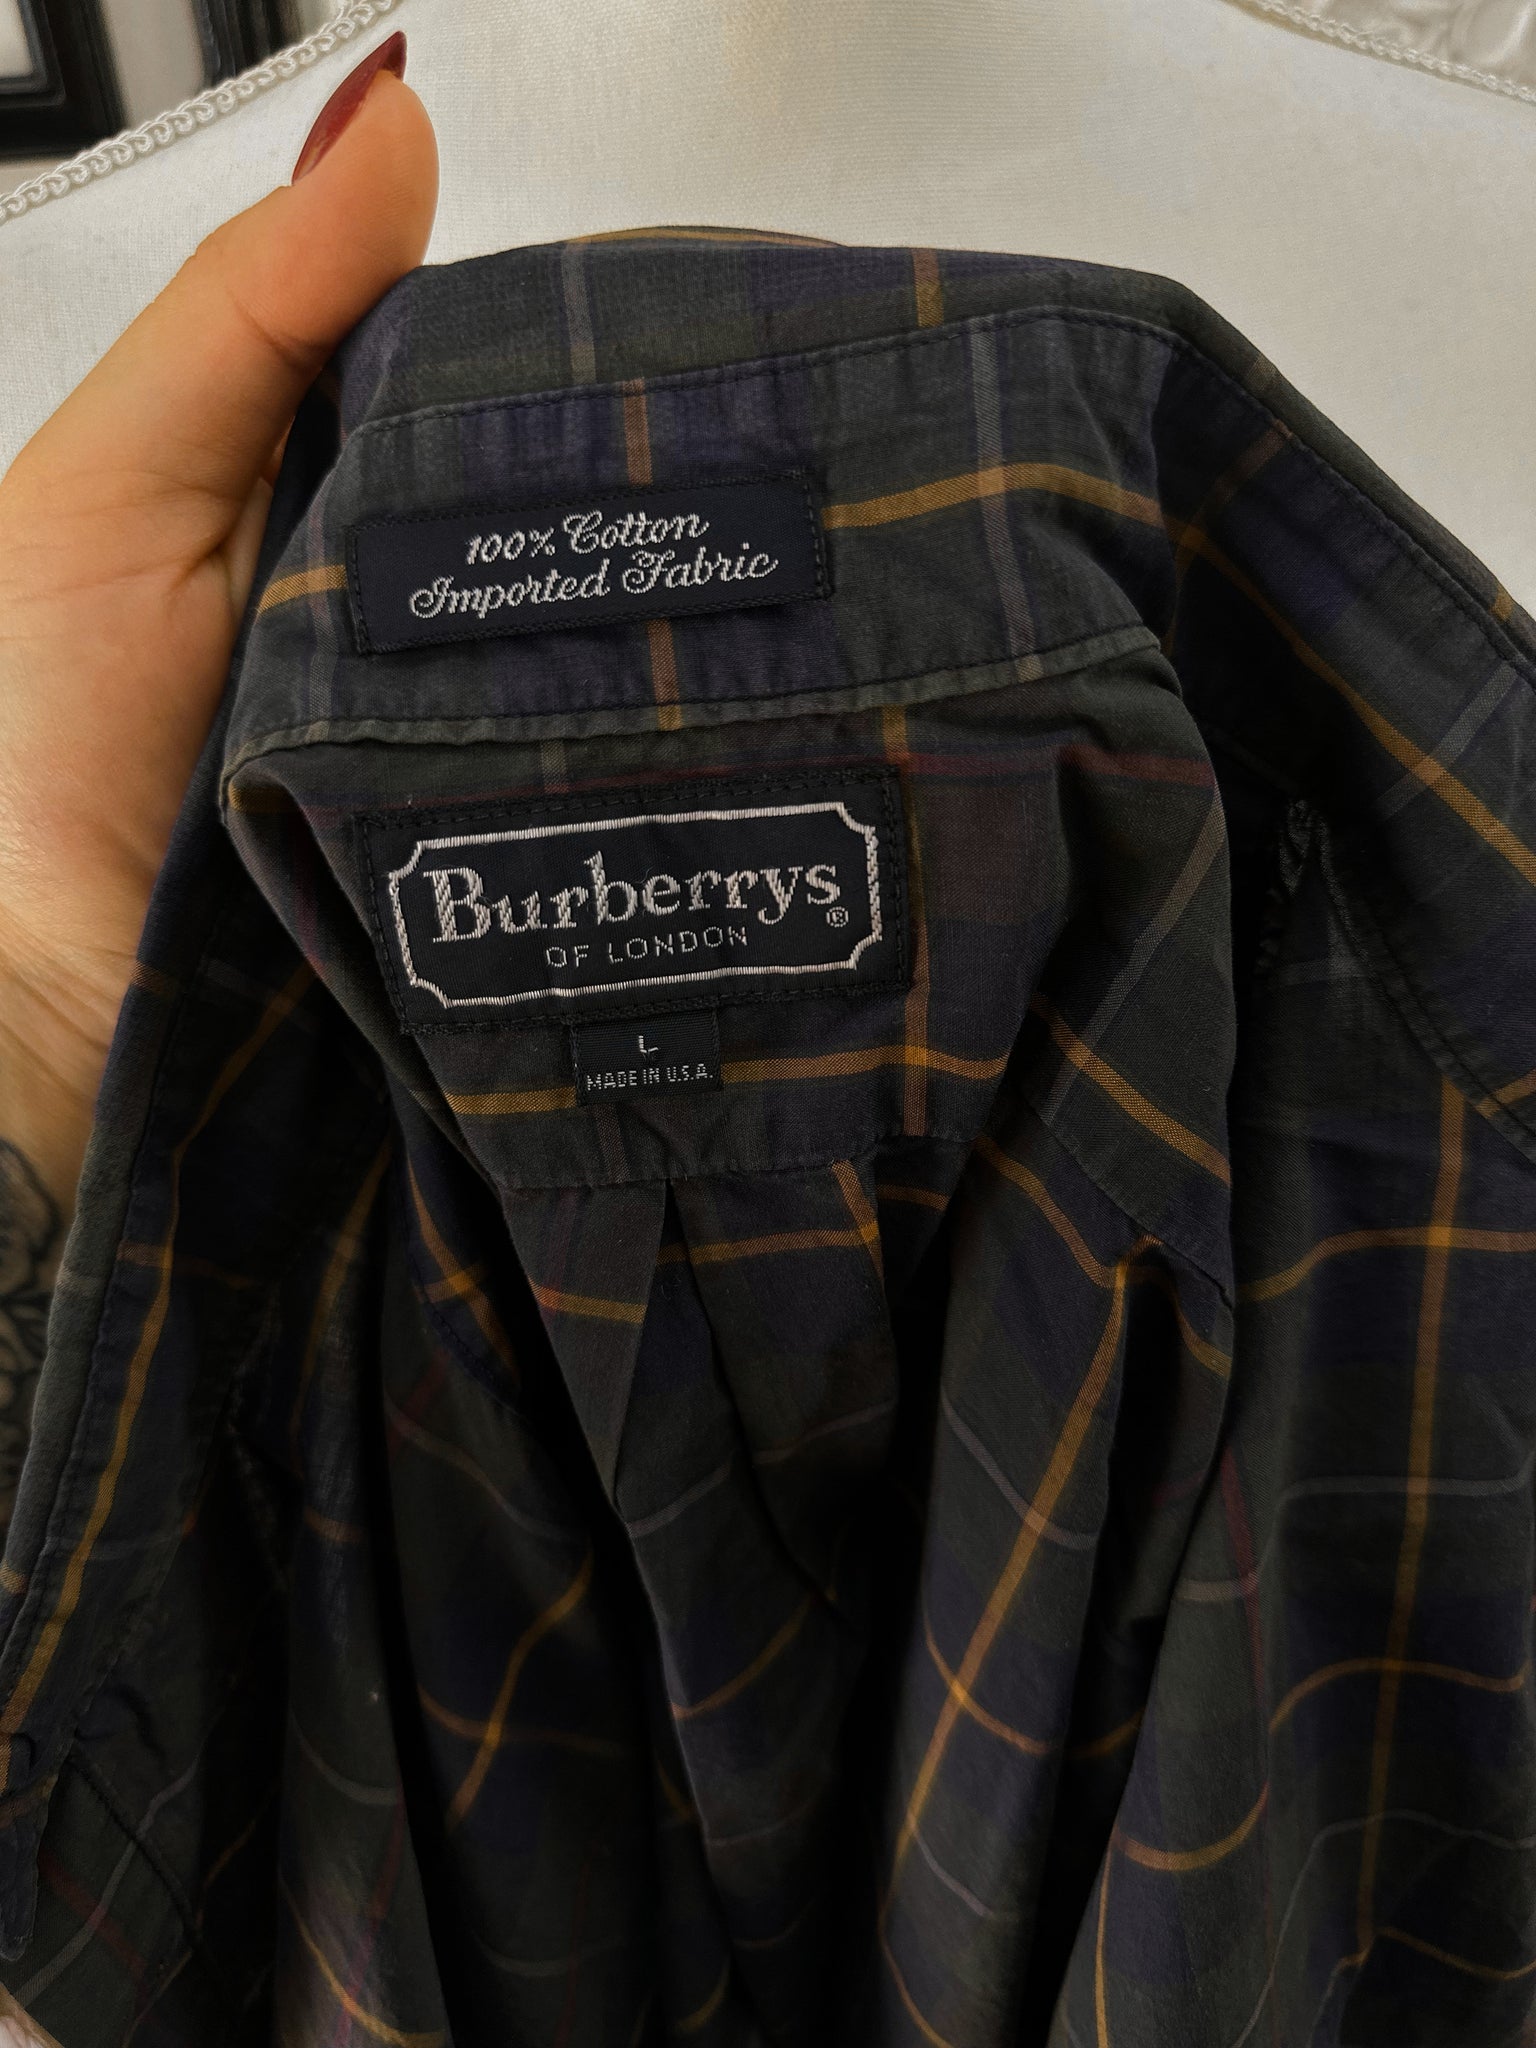 100% Cotton
Imported Fabric
Burberrys®
OF LONDON
L
MADE IN U.S.A.